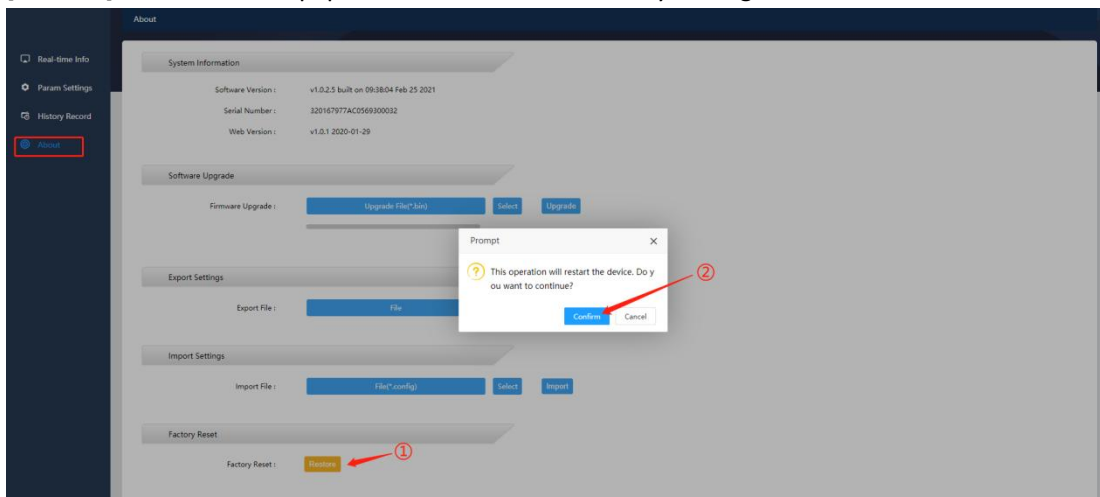 About
Real-time Info
Param Settings
History Record
About
System Information
Software Version : v1.0.2.5 built on 09:38:04 Feb 25 2021
Serial Number : 320167977AC0569300032
Web Version : v1.0.1 2020-01-29
Software Upgrade
Firmware Upgrade : Upgrade File(*.bin) Select Upgrade
Prompt
This operation will restart the device. Do y
ou want to continue?
Confirm Cancel
②
Export Settings
Export File : File
Import Settings
Import File : File(*.config) Select Import
Factory Reset
Factory Reset : Restore ①